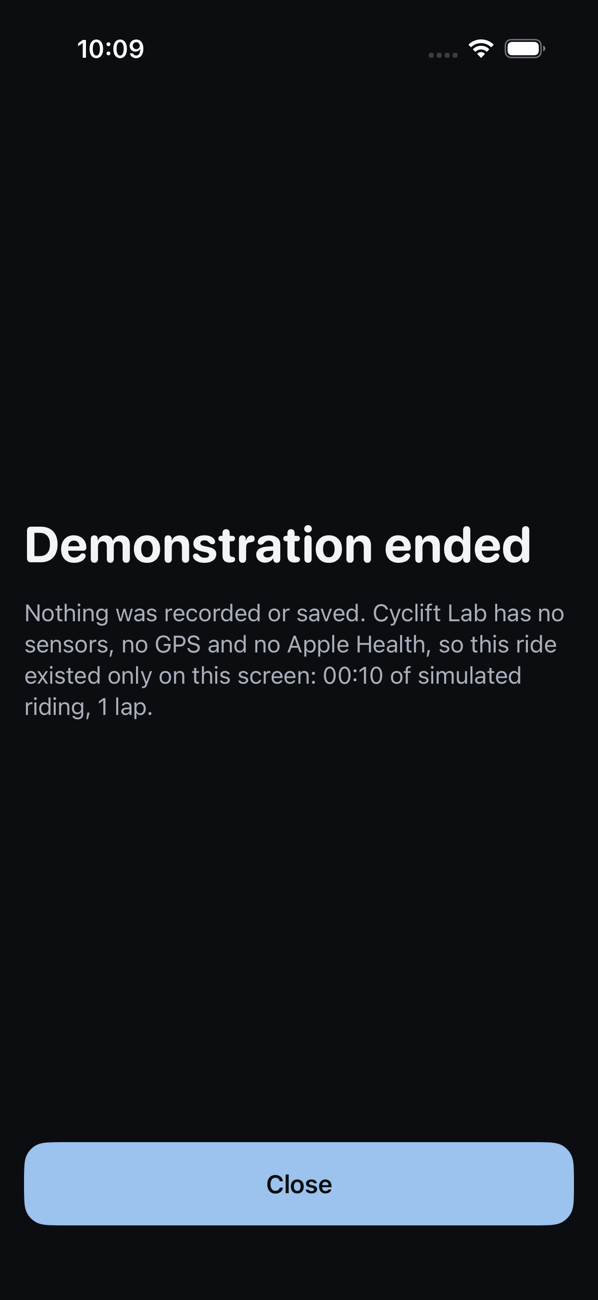 10:09
Demonstration ended
Nothing was recorded or saved. Cyclift Lab has no
sensors, no GPS and no Apple Health, so this ride
existed only on this screen: 00:10 of simulated
riding, 1 lap.
Close